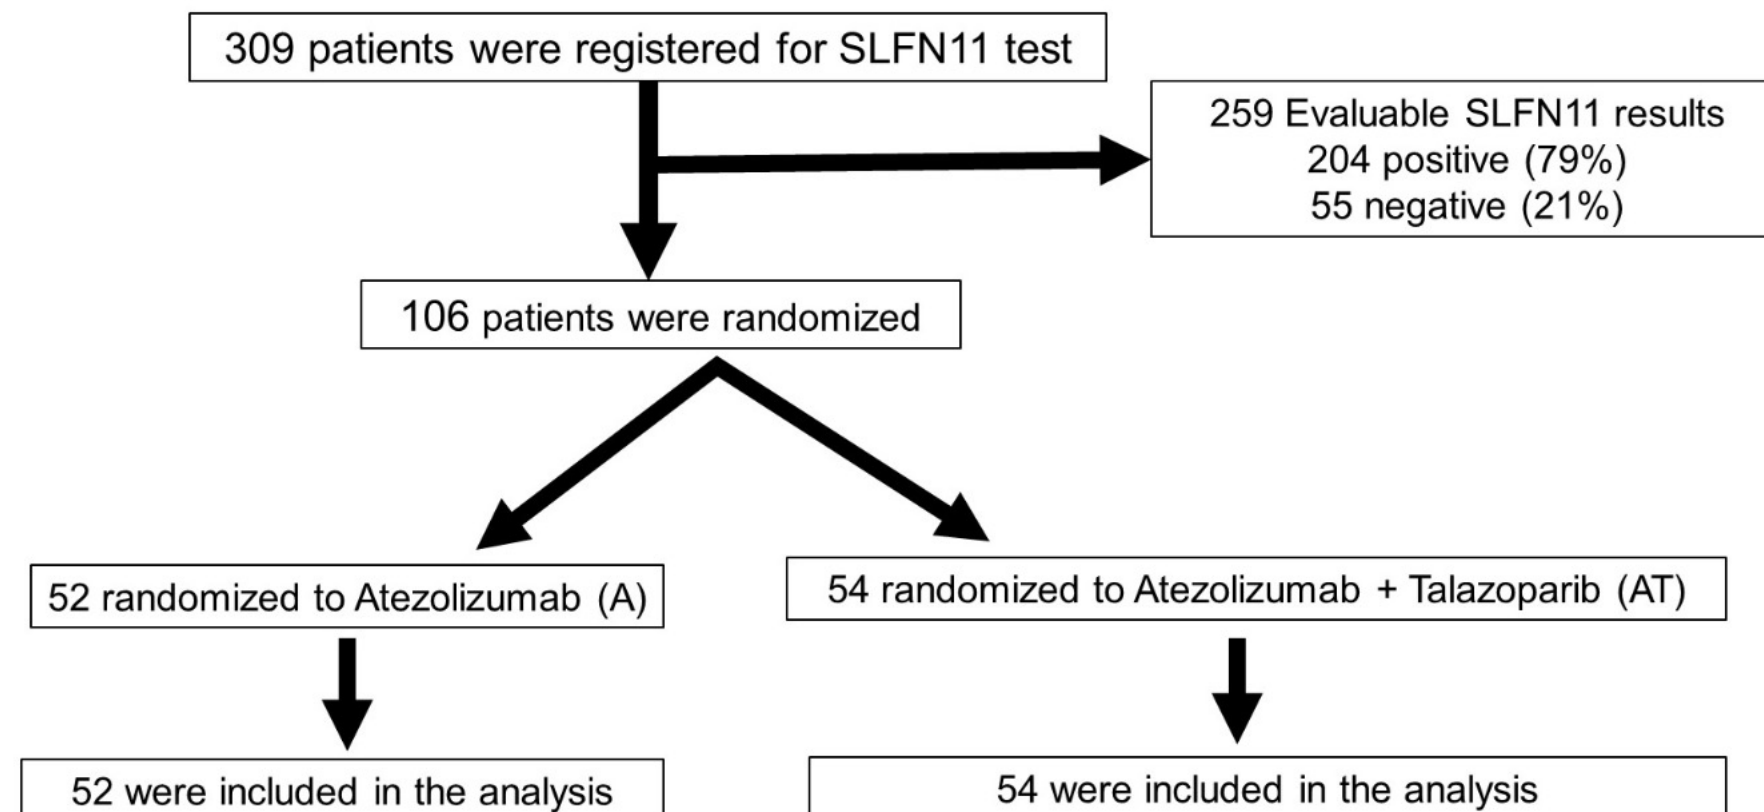 309 patients were registered for SLFN11 test
259 Evaluable SLFN11 results
204 positive (79%)
55 negative (21%)
106 patients were randomized
52 randomized to Atezolizumab (A)
54 randomized to Atezolizumab + Talazoparib (AT)
52 were included in the analysis
54 were included in the analysis